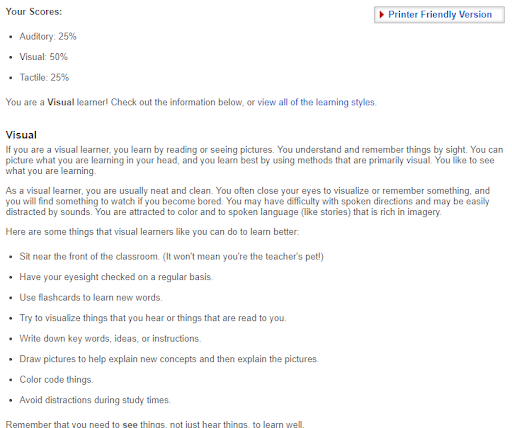 Your Scores:
Printer Friendly Version
Auditory: 25%
Visual: 50%
Tactile: 25%
You are a Visual learner! Check out the information below, or view all of the learning styles.
Visual
If you are a visual learner, you learn by reading or seeing pictures. You understand and remember things by sight. You can
picture what you are learning in your head, and you learn best by using methods that are primarily visual. You like to see
what you are learning.
As a visual learner, you are usually neat and clean. You often close your eyes to visualize or remember something, and
you will find something to watch if you become bored. You may have difficulty with spoken directions and may be easily
distracted by sounds. You are attracted to color and to spoken language (like stories) that is rich in imagery.
Here are some things that visual learners like you can do to learn better:
Sit near the front of the classroom. (It won't mean you're the teacher's pet!)
Have your eyesight checked on a regular basis.
Use flashcards to learn new words.
Try to visualize things that you hear or things that are read to you.
Write down key words, ideas, or instructions.
Draw pictures to help explain new concepts and then explain the pictures.
Color code things.
Avoid distractions during study times.
Remember that you need to see things, not just hear things, to learn well.